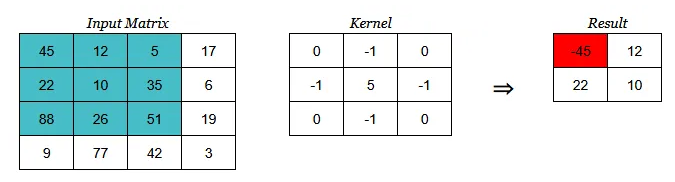 Input Matrix Kernel Result
45 12 5 17 0 -1 0 -45 12
22 10 35 6 -1 5 -1 ⇒ 22 10
88 26 51 19 0 -1 0
9 77 42 3